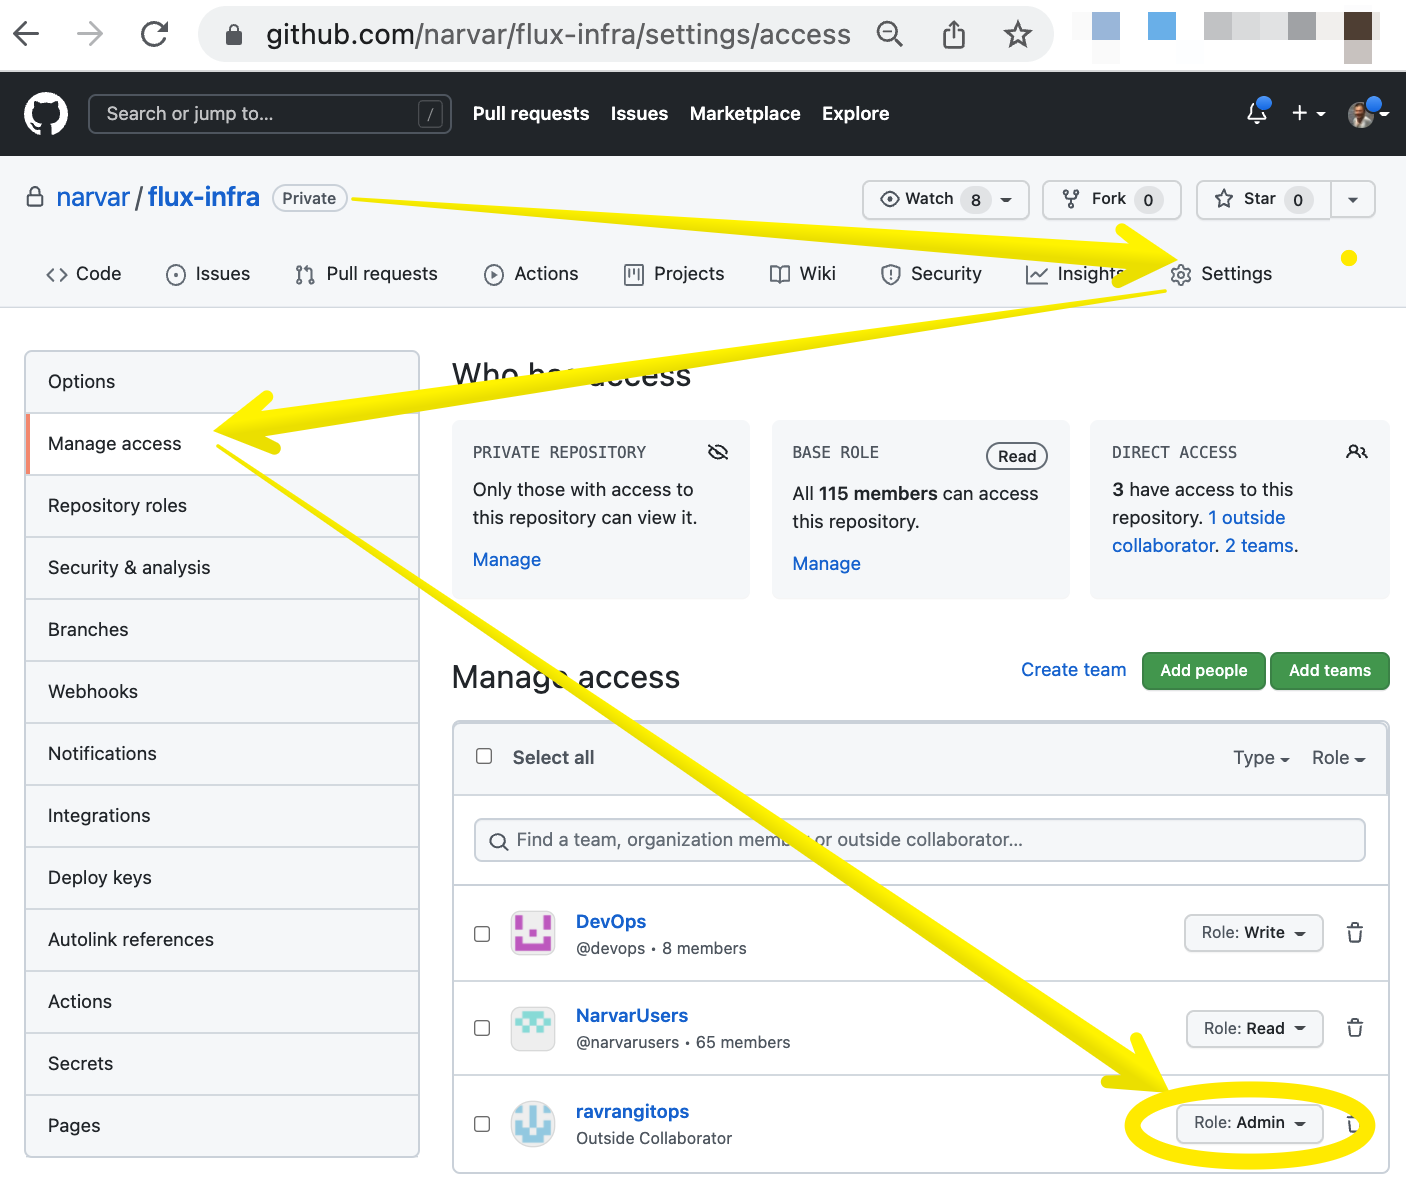 github.com/narvar/flux-infra/settings/access
Search or jump to... /
Pull requests Issues Marketplace Explore
narvar / flux-infra Private
Watch 8 Fork 0 Star 0
Code Issues Pull requests Actions Projects Wiki Security Insights Settings
Options
Manage access
Repository roles
Security & analysis
Branches
Webhooks
Notifications
Integrations
Deploy keys
Autolink references
Actions
Secrets
Pages
Who has access
PRIVATE REPOSITORY
Only those with access to
this repository can view it.
Manage
BASE ROLE Read
All 115 members can access
this repository.
Manage
DIRECT ACCESS
3 have access to this
repository. 1 outside
collaborator. 2 teams.
Manage access Create team Add people Add teams
Select all Type Role
Find a team, organization member or outside collaborator...
DevOps
@devops • 8 members
Role: Write
NarvarUsers
@narvarusers • 65 members
Role: Read
ravrangitops
Outside Collaborator
Role: Admin